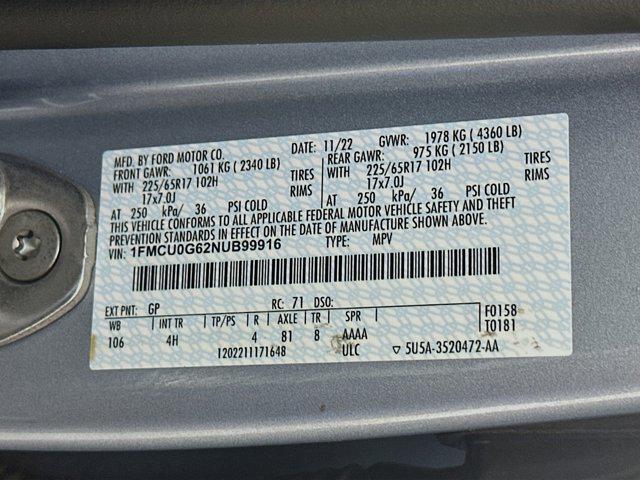 MFD. BY FORD MOTOR CO. DATE: 11/22 GVWR: 1978 KG ( 4360 LB)
FRONT GAWR: 1061 KG ( 2340 LB) REAR GAWR: 975 KG ( 2150 LB)
WITH 225/65R17 102H TIRES WITH 225/65R17 102H TIRES
17x7.0J RIMS 17x7.0J RIMS
AT 250 kPa/ 36 PSI COLD AT 250 kPa/ 36 PSI COLD
THIS VEHICLE CONFORMS TO ALL APPLICABLE FEDERAL MOTOR VEHICLE SAFETY AND THEFT
PREVENTION STANDARDS IN EFFECT ON THE DATE OF MANUFACTURE SHOWN ABOVE.
VIN: 1FMCU0G62NUB99916 TYPE: MPV
EXT PNT: GP RC: 71 DSO:
WB INT TR TP/PS R AXLE TR SPR F0158
106 4H 4 81 8 AAAA T0181
1202211171648 ULC ▽ 5U5A-3520472-AA